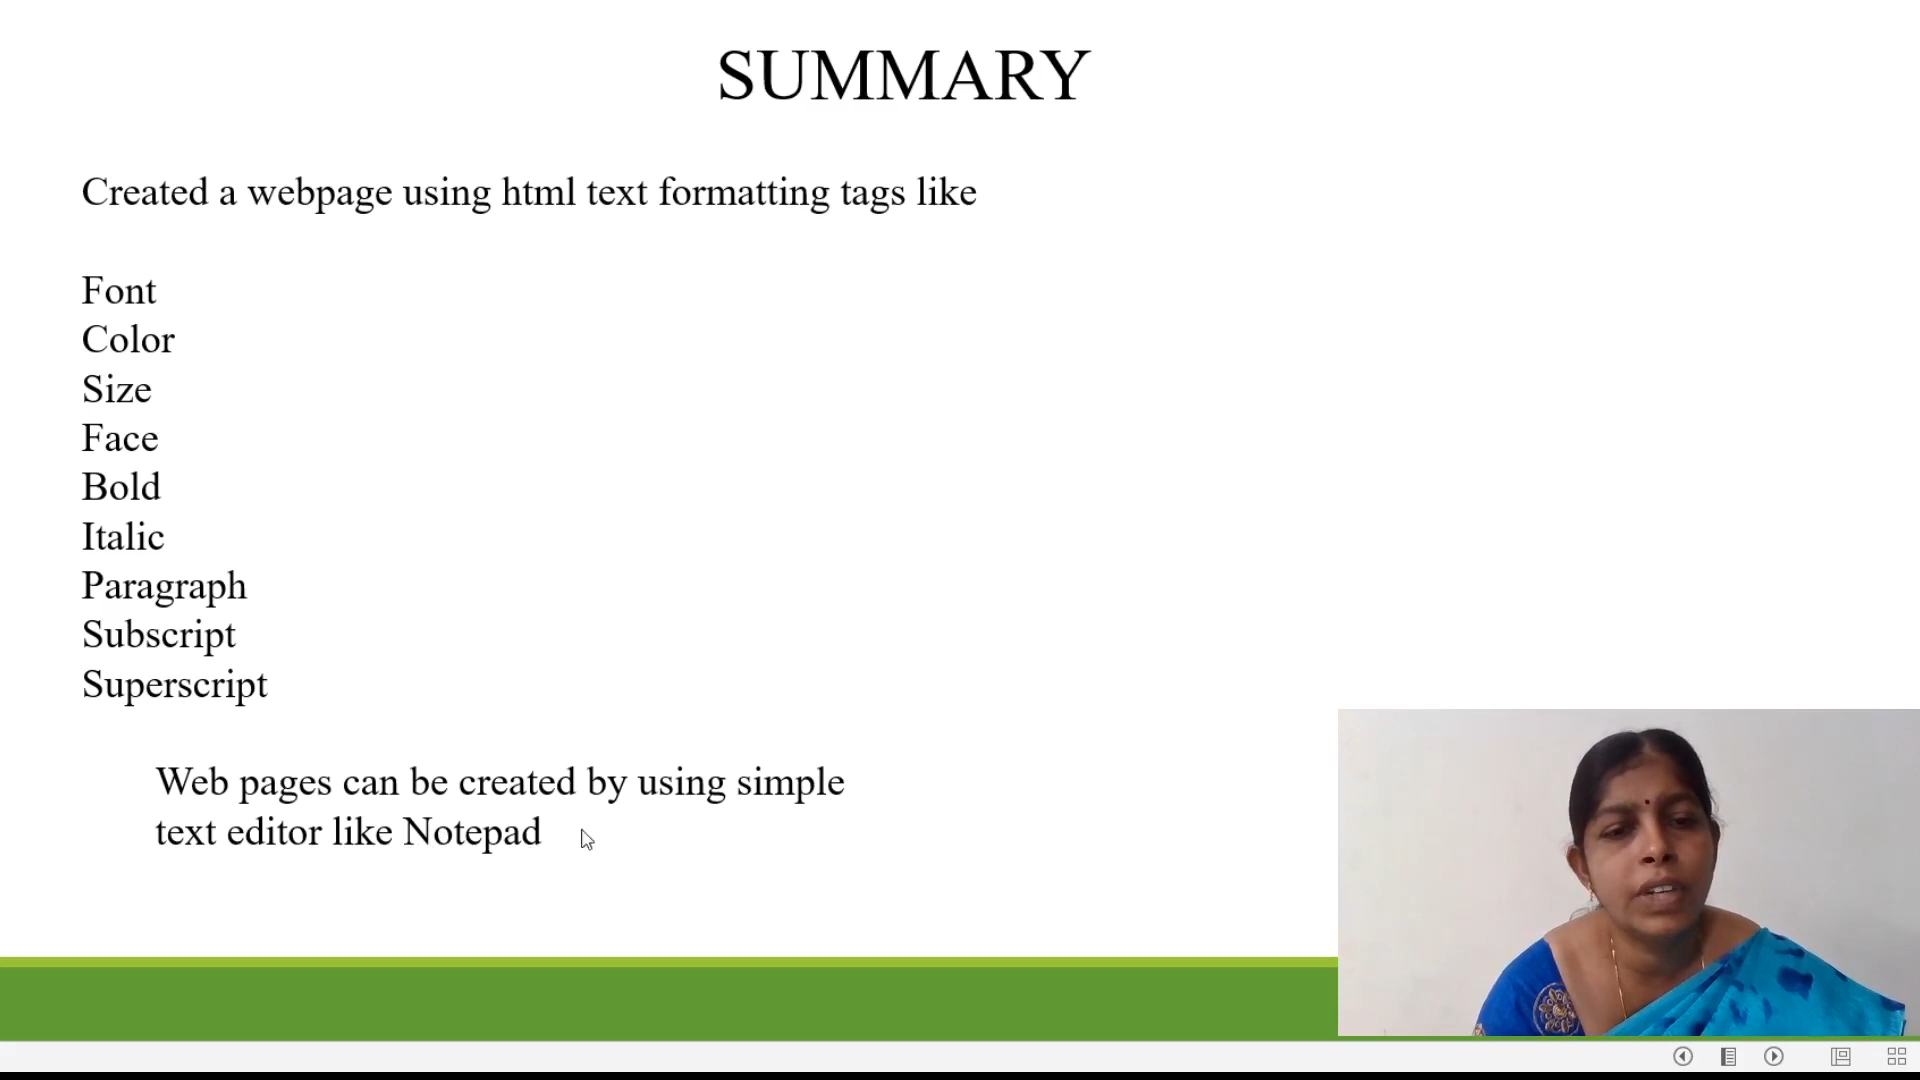 SUMMARY
Created a webpage using html text formatting tags like
Font
Color
Size
Face
Bold
Italic
Paragraph
Subscript
Superscript
Web pages can be created by using simple
text editor like Notepad